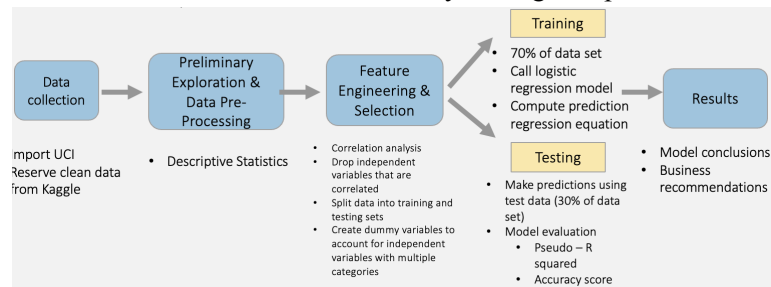 Data
collection
Import UCI
Reserve clean data
from Kaggle
Preliminary
Exploration &
Data Pre-
Processing
• Descriptive Statistics
Feature
Engineering &
Selection
• Correlation analysis
• Drop independent
variables that are
correlated
• Split data into training and
testing sets
• Create dummy variables to
account for independent
variables with multiple
categories
Training
• 70% of data set
• Call logistic
regression model
• Compute prediction
regression equation
Testing
• Make predictions using
test data (30% of data
set)
• Model evaluation
• Pseudo – R
squared
• Accuracy score
Results
• Model conclusions
• Business
recommendations